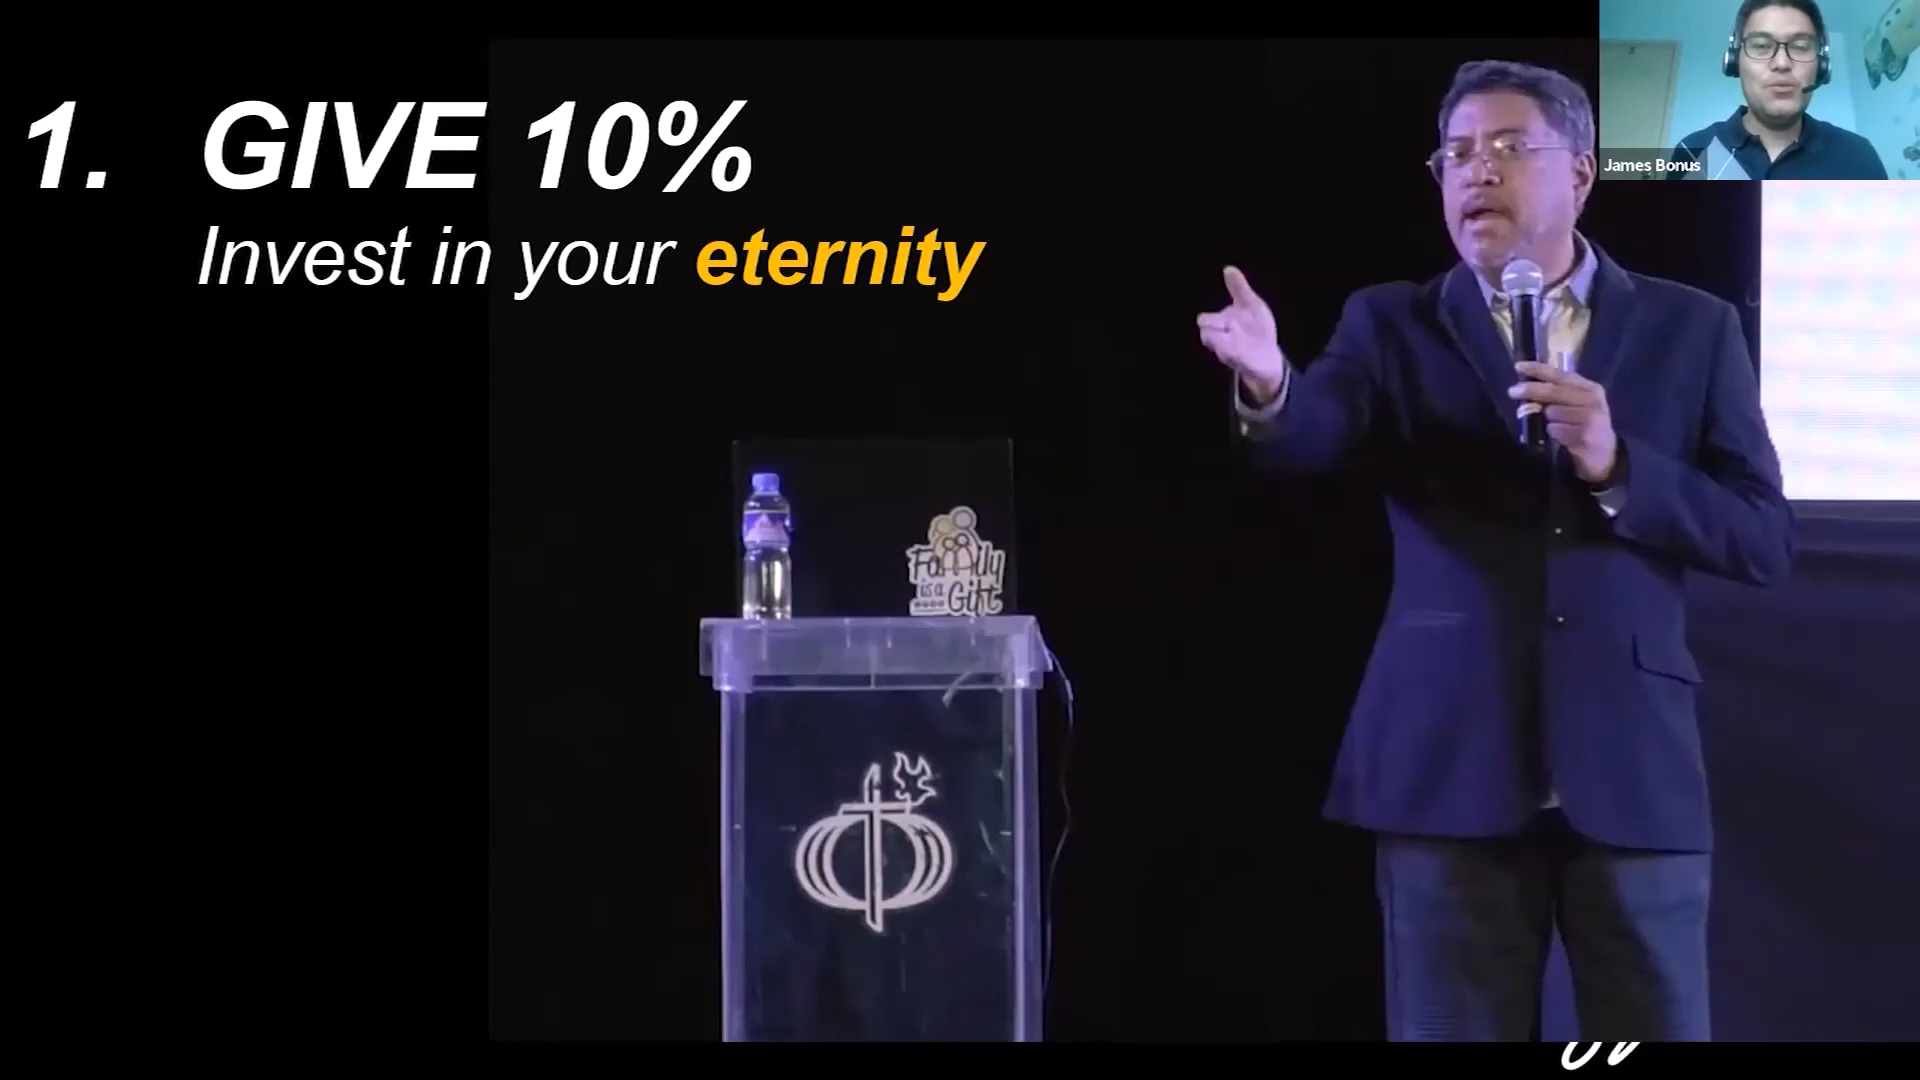 1. GIVE 10%
Invest in your eternity
James Bonus
Family
is a
Gift